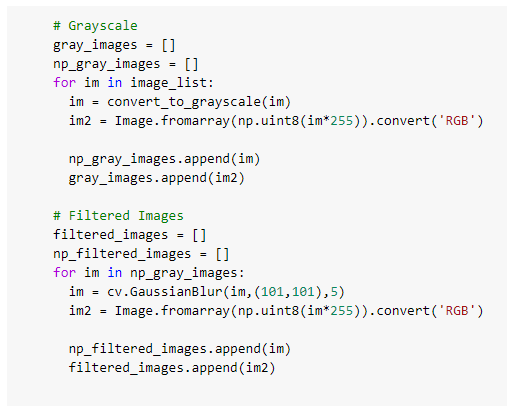 # Grayscale
gray_images = []
np_gray_images = []
for im in image_list:
  im = convert_to_grayscale(im)
  im2 = Image.fromarray(np.uint8(im*255)).convert('RGB')

  np_gray_images.append(im)
  gray_images.append(im2)

# Filtered Images
filtered_images = []
np_filtered_images = []
for im in np_gray_images:
  im = cv.GaussianBlur(im,(101,101),5)
  im2 = Image.fromarray(np.uint8(im*255)).convert('RGB')

  np_filtered_images.append(im)
  filtered_images.append(im2)